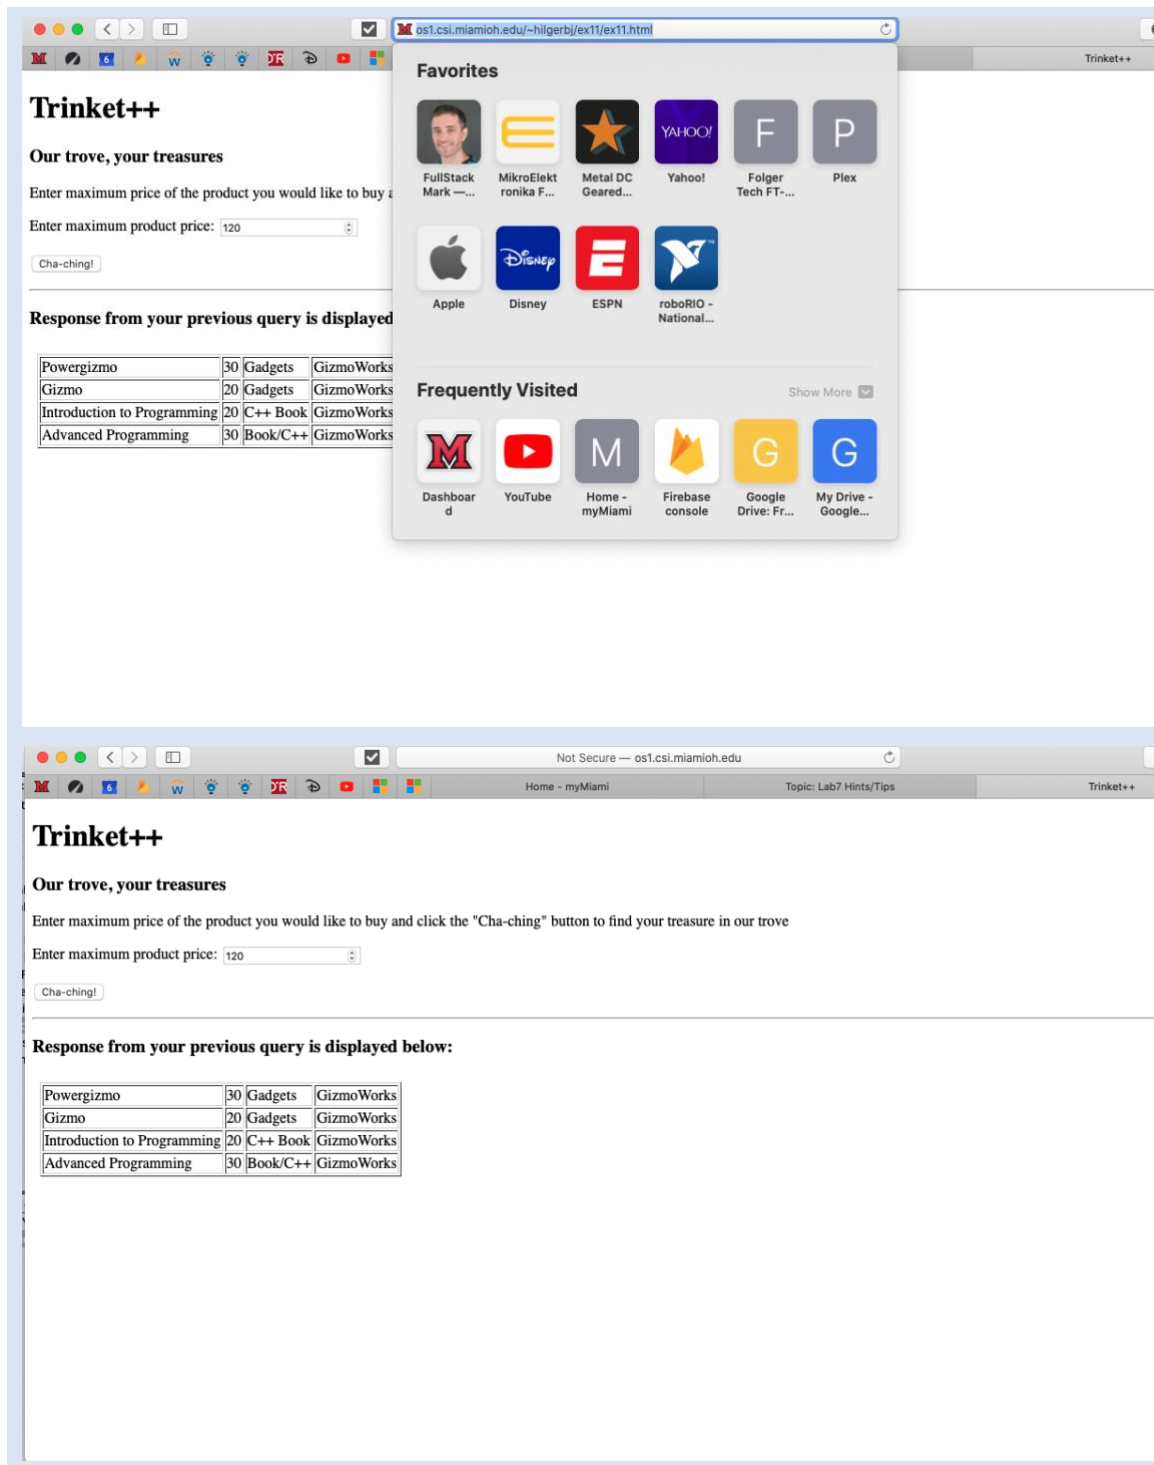 os1.csi.miamioh.edu/~hilgerbj/ex11/ex11.html
Trinket++
Trinket++
Our trove, your treasures
Enter maximum price of the product you would like to buy
Enter maximum product price: 120
Cha-ching!
Response from your previous query is displayed
Powergizmo 30 Gadgets GizmoWorks
Gizmo 20 Gadgets GizmoWorks
Introduction to Programming 20 C++ Book GizmoWorks
Advanced Programming 30 Book/C++ GizmoWorks
Favorites
YAHOO! F P
FullStack Mark —... MikroElekt ronika F... Metal DC Geared... Yahoo! Folger Tech FT-... Plex
Disney
Apple Disney ESPN roboRIO - National...
Frequently Visited Show More
M M G G
Dashboar d YouTube Home - myMiami Firebase console Google Drive: Fr... My Drive - Google...
Not Secure — os1.csi.miamioh.edu
Home - myMiami Topic: Lab7 Hints/Tips Trinket++
Trinket++
Our trove, your treasures
Enter maximum price of the product you would like to buy and click the "Cha-ching" button to find your treasure in our trove
Enter maximum product price: 120
Cha-ching!
Response from your previous query is displayed below:
Powergizmo 30 Gadgets GizmoWorks
Gizmo 20 Gadgets GizmoWorks
Introduction to Programming 20 C++ Book GizmoWorks
Advanced Programming 30 Book/C++ GizmoWorks